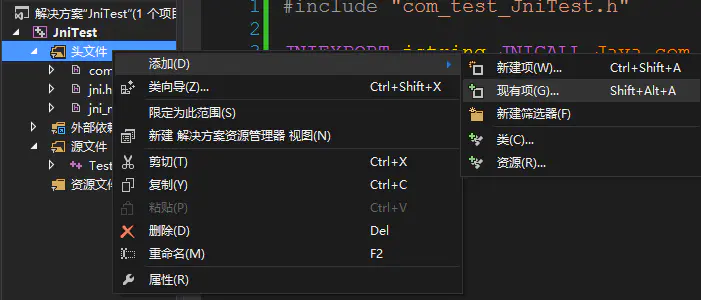 解决方案"JniTest"(1 个项目
JniTest
头文件
com
jni.h
jni_
外部依
源文件
Test
资源文件
1
2
3
#include "com_test_JniTest.h"
JNIEXPORT jstring JNICALL Java_com
添加(D)
类向导(Z)... Ctrl+Shift+X
限定为此范围(S)
新建 解决方案资源管理器 视图(N)
剪切(T) Ctrl+X
复制(Y) Ctrl+C
粘贴(P) Ctrl+V
删除(D) Del
重命名(M) F2
属性(R)
新建项(W)... Ctrl+Shift+A
现有项(G)... Shift+Alt+A
新建筛选器(F)
类(C)...
资源(R)...